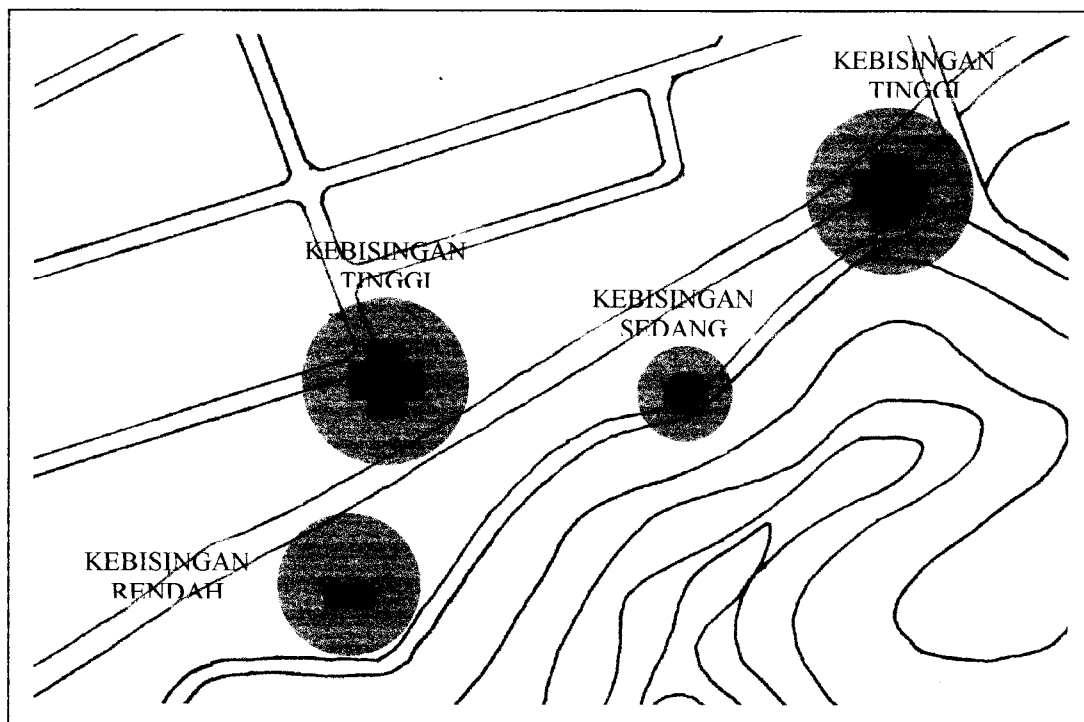 KEBISINGAN
TINGGI
KEBISINGAN
TINGGI
KEBISINGAN
SEDANG
KEBISINGAN
RENDAH